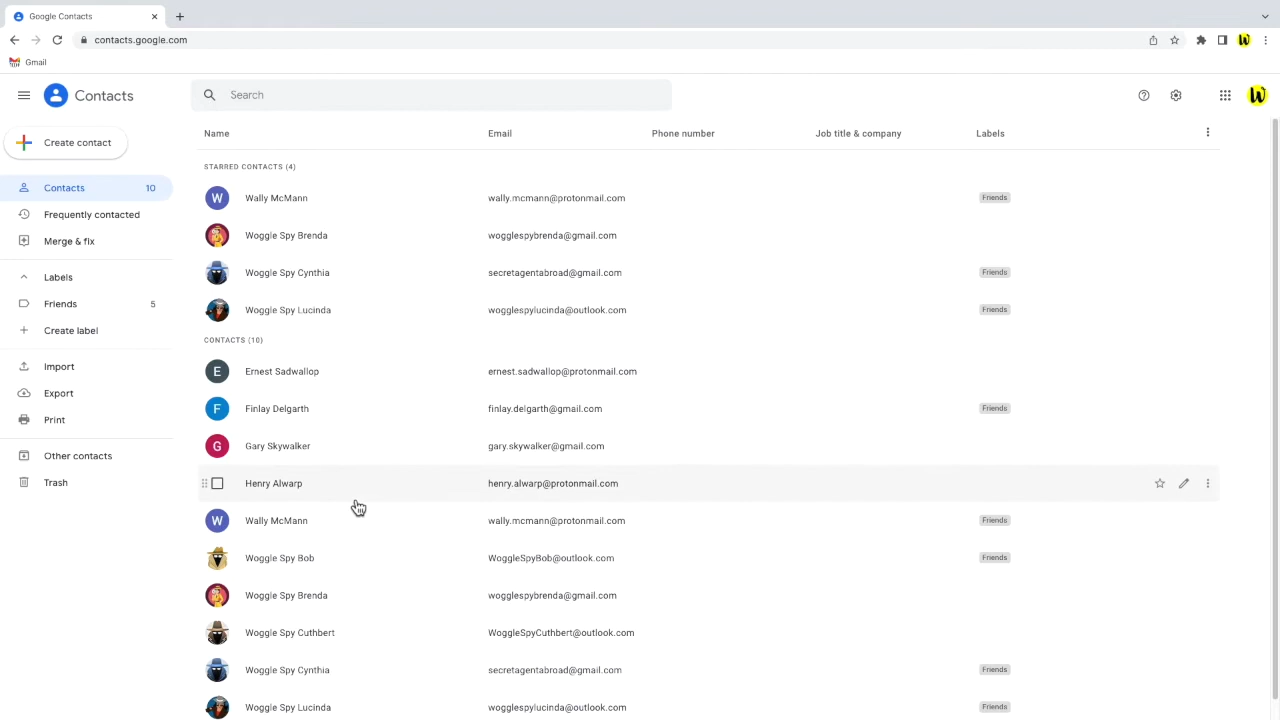 Google Contacts
contacts.google.com
Gmail
Contacts
Search
Create contact
Contacts 10
Frequently contacted
Merge & fix
Labels
Friends 5
Create label
Import
Export
Print
Other contacts
Trash
Name Email Phone number Job title & company Labels
STARRED CONTACTS (4)
W Wally McMann wally.mcmann@protonmail.com Friends
Woggle Spy Brenda wogglespybrenda@gmail.com
Woggle Spy Cynthia secretagentabroad@gmail.com Friends
Woggle Spy Lucinda wogglespylucinda@outlook.com Friends
CONTACTS (10)
E Ernest Sadwallop ernest.sadwallop@protonmail.com
F Finlay Delgarth finlay.delgarth@gmail.com Friends
G Gary Skywalker gary.skywalker@gmail.com
Henry Alwarp henry.alwarp@protonmail.com
W Wally McMann wally.mcmann@protonmail.com Friends
Woggle Spy Bob WoggleSpyBob@outlook.com Friends
Woggle Spy Brenda wogglespybrenda@gmail.com
Woggle Spy Cuthbert WoggleSpyCuthbert@outlook.com
Woggle Spy Cynthia secretagentabroad@gmail.com Friends
Woggle Spy Lucinda wogglespylucinda@outlook.com Friends